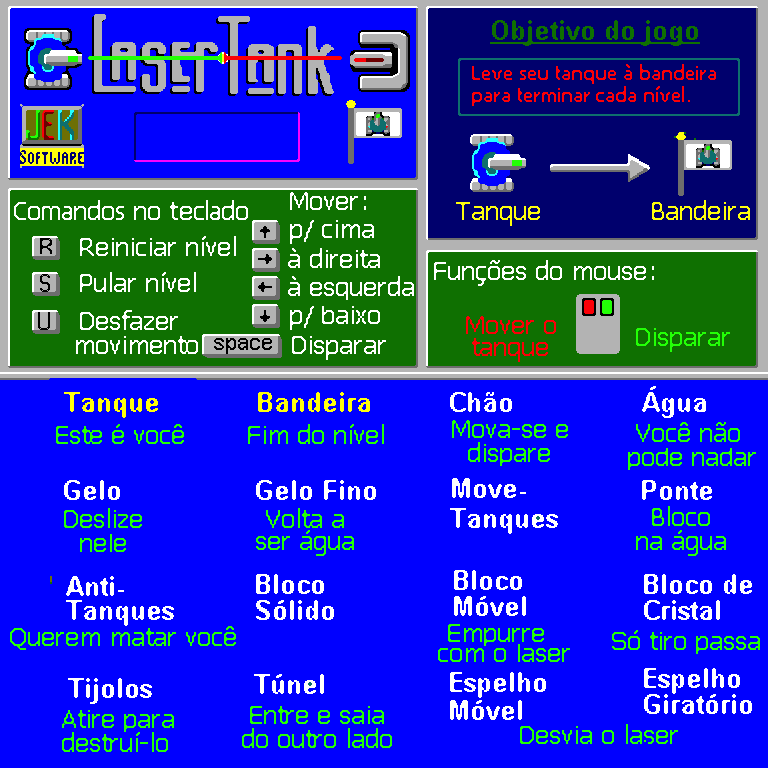 LaserTank
JEK
SOFTWARE
Objetivo do jogo
Leve seu tanque à bandeira
para terminar cada nível.
Tanque
Bandeira
Comandos no teclado
R
Reiniciar nível
S
Pular nível
U
Desfazer
movimento
Mover:
p/ cima
à direita
à esquerda
p/ baixo
space
Disparar
Funções do mouse:
Mover o
tanque
Disparar
Tanque
Este é você
Bandeira
Fim do nível
Chão
Mova-se e
dispare
Água
Você não
pode nadar
Gelo
Deslize
nele
Gelo Fino
Volta a
ser água
Move-
Tanques
Ponte
Bloco
na água
Anti-
Tanques
Querem matar você
Bloco
Sólido
Bloco
Móvel
Empurre
com o laser
Bloco de
Cristal
Só tiro passa
Tijolos
Atire para
destruí-lo
Túnel
Entre e saia
do outro lado
Espelho
Móvel
Espelho
Giratório
Desvia o laser